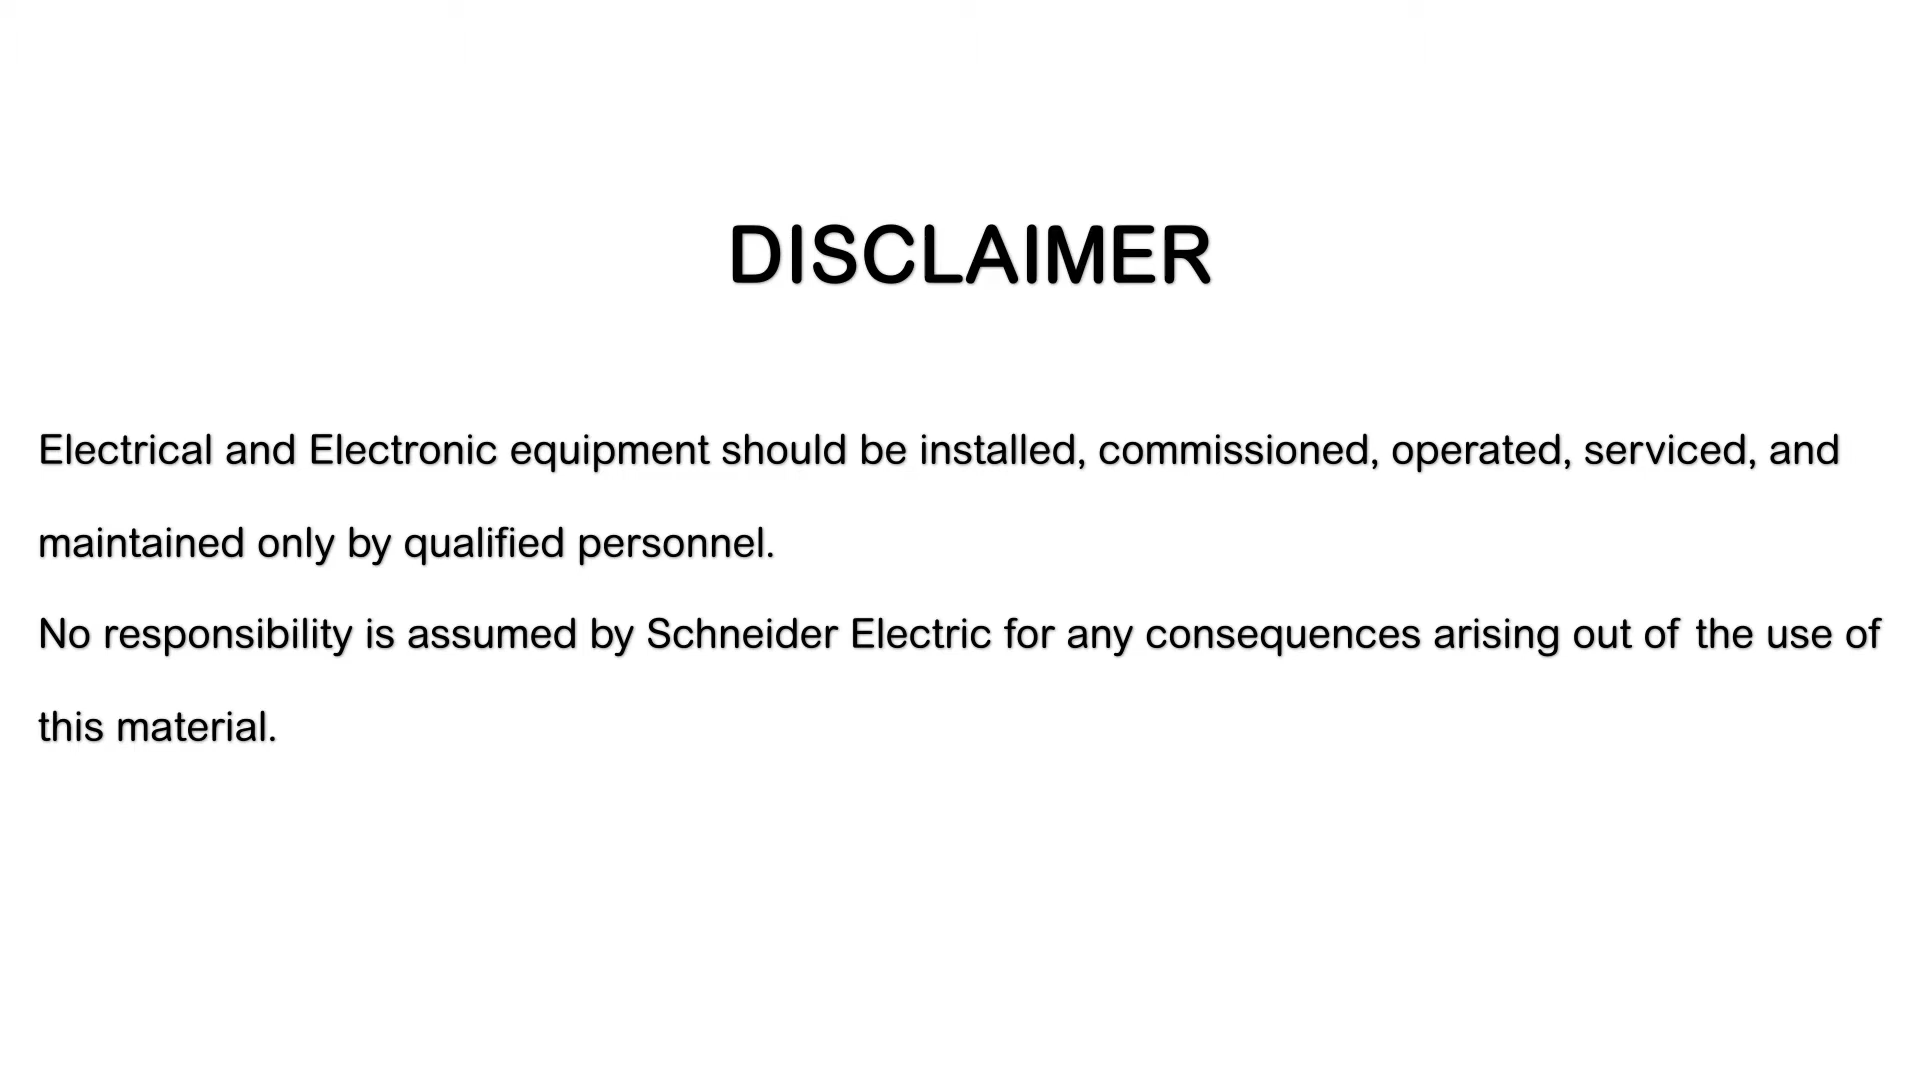 DISCLAIMER
Electrical and Electronic equipment should be installed, commissioned, operated, serviced, and
maintained only by qualified personnel.
No responsibility is assumed by Schneider Electric for any consequences arising out of the use of
this material.